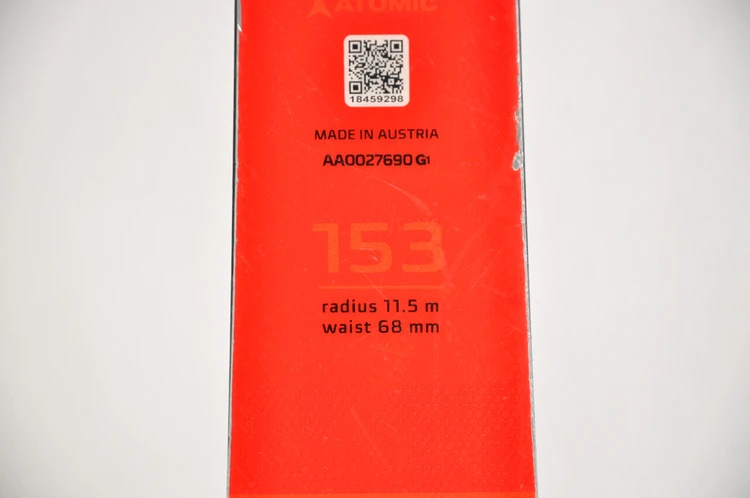 ATOMIC
18459298
MADE IN AUSTRIA
AA0027690 G1
153
radius 11.5 m
waist 68 mm